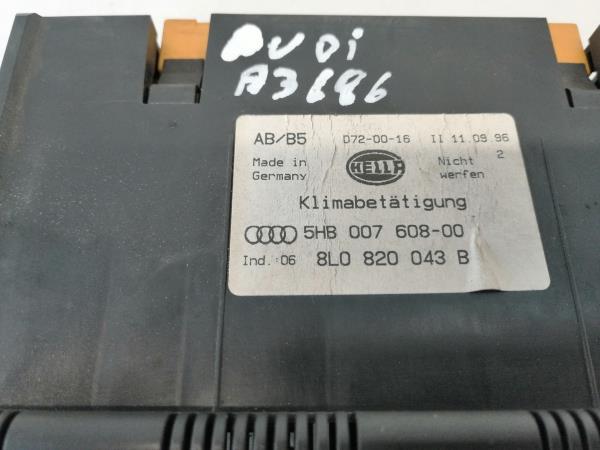 AUDi
A3 686
AB/B5 D72-00-16 II 11.09.96
Made in Germany HELLA Nicht 2 werfen
Klimabetätigung
5HB 007 608-00
Ind.:06 8L0 820 043 B